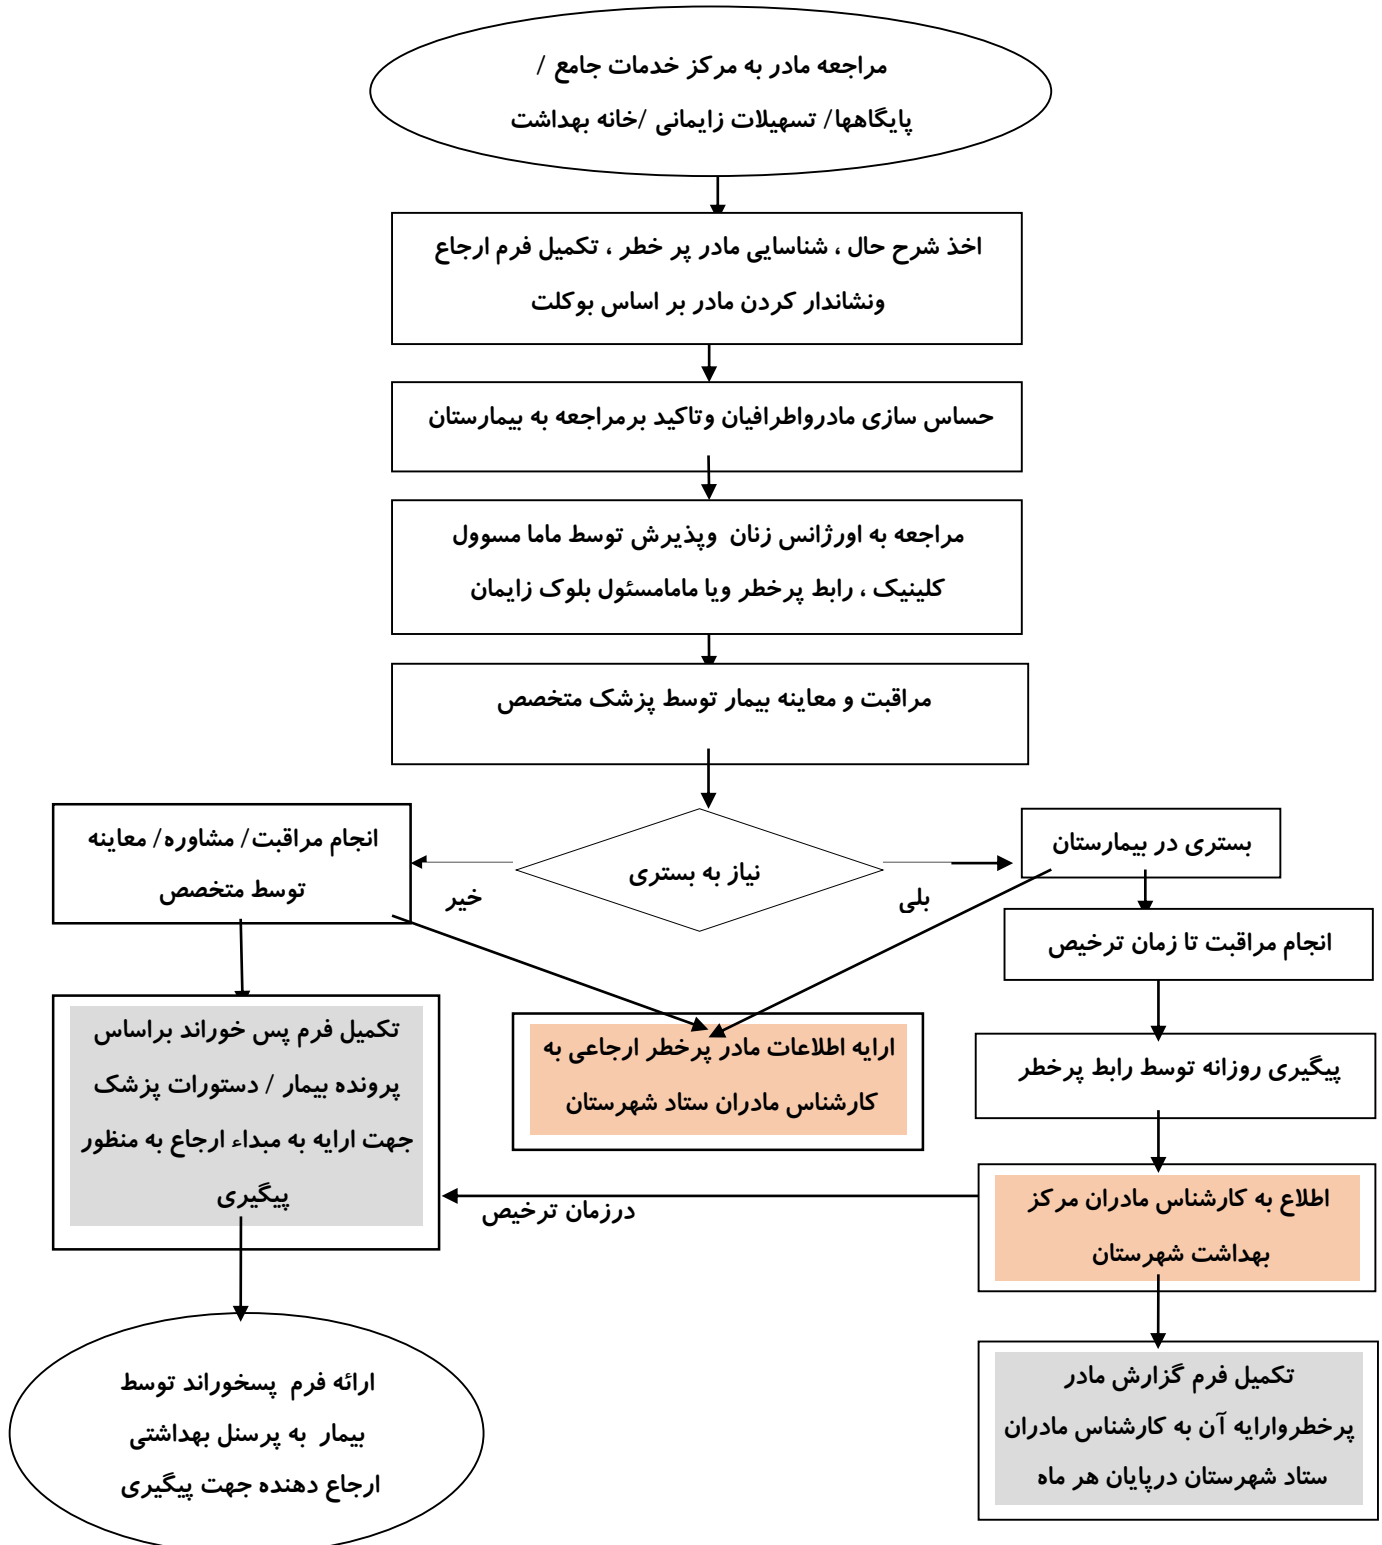 مراجعه مادر به مرکز خدمات جامع /
پایگاهها/ تسهیلات زایمانی /خانه بهداشت
اخذ شرح حال ، شناسایی مادر پر خطر ، تکمیل فرم ارجاع
ونشاندار کردن مادر بر اساس بوکلت
حساس سازی مادرواطرافیان وتاکید برمراجعه به بیمارستان
مراجعه به اورژانس زنان وپذیرش توسط ماما مسوول
کلینیک ، رابط پرخطر ویا مامامسئول بلوک زایمان
مراقبت و معاینه بیمار توسط پزشک متخصص
نیاز به بستری
بلی
خیر
بستری در بیمارستان
انجام مراقبت تا زمان ترخیص
پیگیری روزانه توسط رابط پرخطر
اطلاع به کارشناس مادران مرکز
بهداشت شهرستان
تکمیل فرم گزارش مادر
پرخطروارایه آن به کارشناس مادران
ستاد شهرستان درپایان هر ماه
درزمان ترخیص
ارایه اطلاعات مادر پرخطر ارجاعی به
کارشناس مادران ستاد شهرستان
انجام مراقبت/ مشاوره/ معاینه
توسط متخصص
تکمیل فرم پس خوراند براساس
پرونده بیمار / دستورات پزشک
جهت ارایه به مبداء ارجاع به منظور
پیگیری
ارائه فرم پسخوراند توسط
بیمار به پرسنل بهداشتی
ارجاع دهنده جهت پیگیری